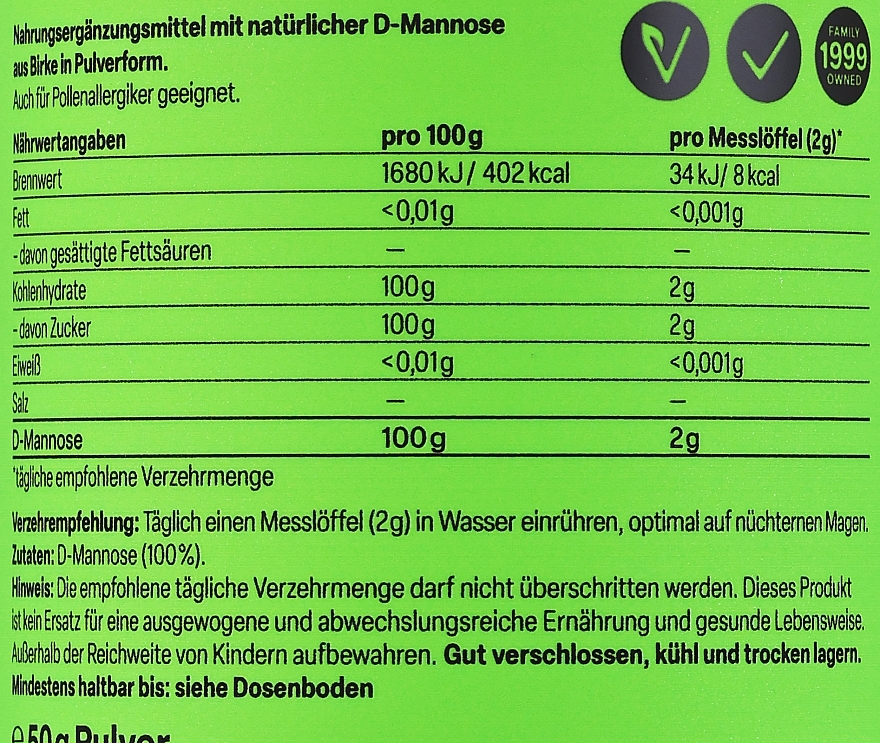 Nahrungsergänzungsmittel mit natürlicher D-Mannose
aus Birke in Pulverform.
Auch für Pollenallergiker geeignet.
FAMILY
1999
OWNED
Nährwertangaben pro 100g pro Messlöffel (2g)*
Brennwert 1680 kJ / 402 kcal 34 kJ/ 8 kcal
Fett <0,01g <0,001g
- davon gesättigte Fettsäuren – –
Kohlenhydrate 100g 2g
- davon Zucker 100g 2g
Eiweiß <0,01g <0,001g
Salz – –
D-Mannose 100g 2g
*tägliche empfohlene Verzehrmenge
Verzehrempfehlung: Täglich einen Messlöffel (2g) in Wasser einrühren, optimal auf nüchternen Magen.
Zutaten: D-Mannose (100%).
Hinweis: Die empfohlene tägliche Verzehrmenge darf nicht überschritten werden. Dieses Produkt
ist kein Ersatz für eine ausgewogene und abwechslungsreiche Ernährung und gesunde Lebensweise.
Außerhalb der Reichweite von Kindern aufbewahren. Gut verschlossen, kühl und trocken lagern.
Mindestens haltbar bis: siehe Dosenboden
℮ 50g Pulver